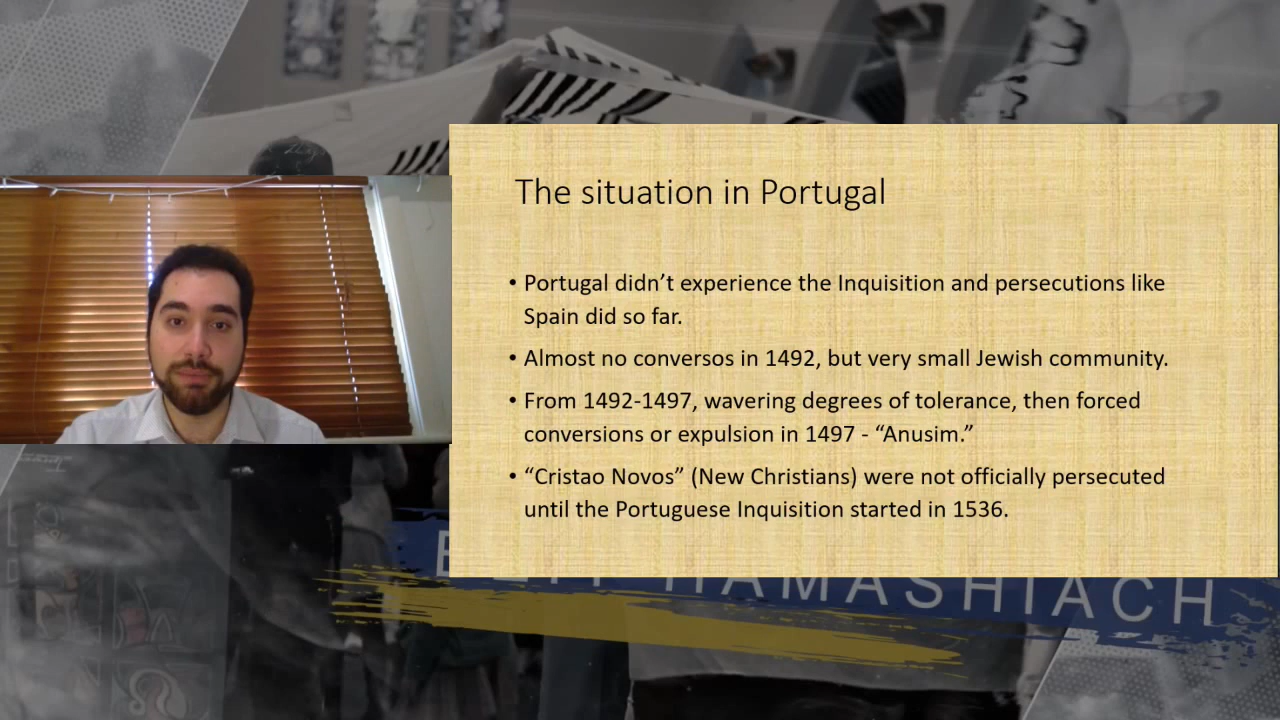 The situation in Portugal
• Portugal didn’t experience the Inquisition and persecutions like
Spain did so far.
• Almost no conversos in 1492, but very small Jewish community.
• From 1492-1497, wavering degrees of tolerance, then forced
conversions or expulsion in 1497 - “Anusim.”
• “Cristao Novos” (New Christians) were not officially persecuted
until the Portuguese Inquisition started in 1536.
HAMASHIACH